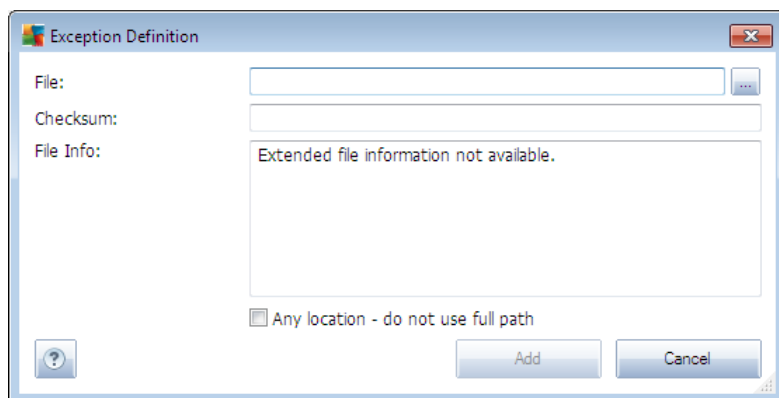 Exception Definition
File:
...
Checksum:
File Info:
Extended file information not available.
Any location - do not use full path
?
Add
Cancel